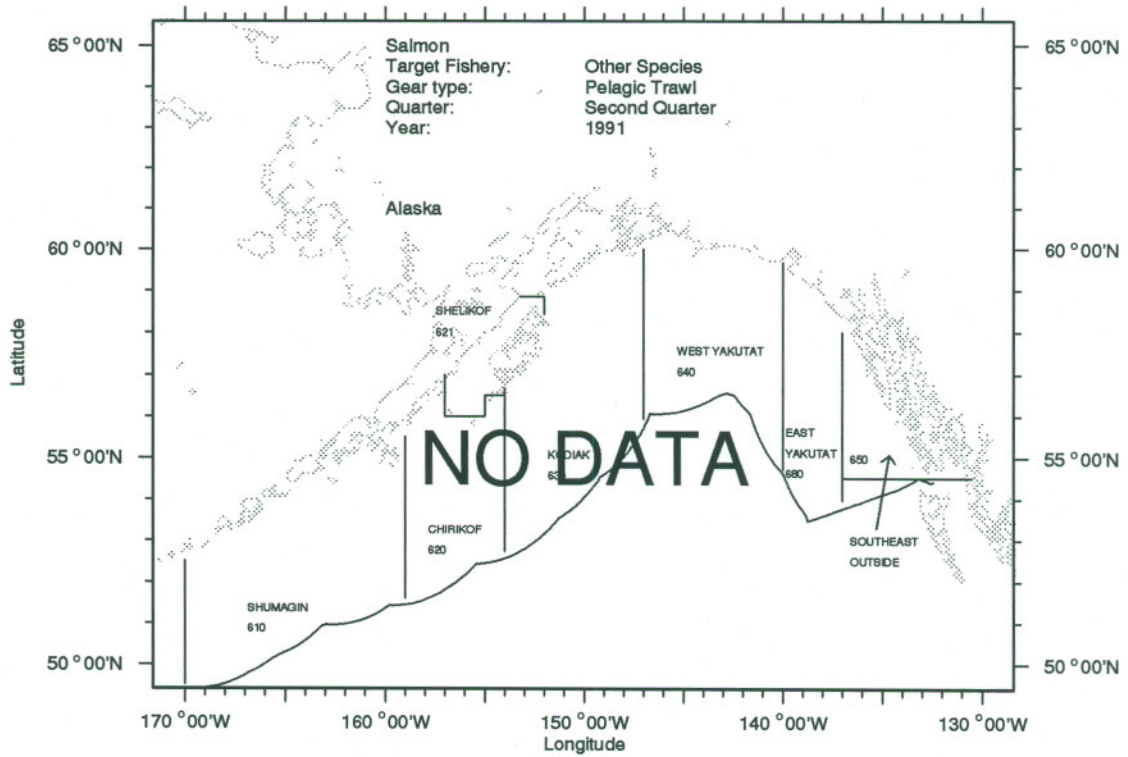 65°00'N
65°00'N
Salmon
Target Fishery: Other Species
Gear type: Pelagic Trawl
Quarter: Second Quarter
Year: 1991
Alaska
60°00'N
60°00'N
SHELIKOF
621
WEST YAKUTAT
640
Latitude
NO DATA
KODIAK
EAST
YAKUTAT
680
650
55°00'N
55°00'N
CHIRIKOF
620
SOUTHEAST
OUTSIDE
SHUMAGIN
610
50°00'N
50°00'N
170°00'W
160°00'W
150°00'W
140°00'W
130°00'W
Longitude